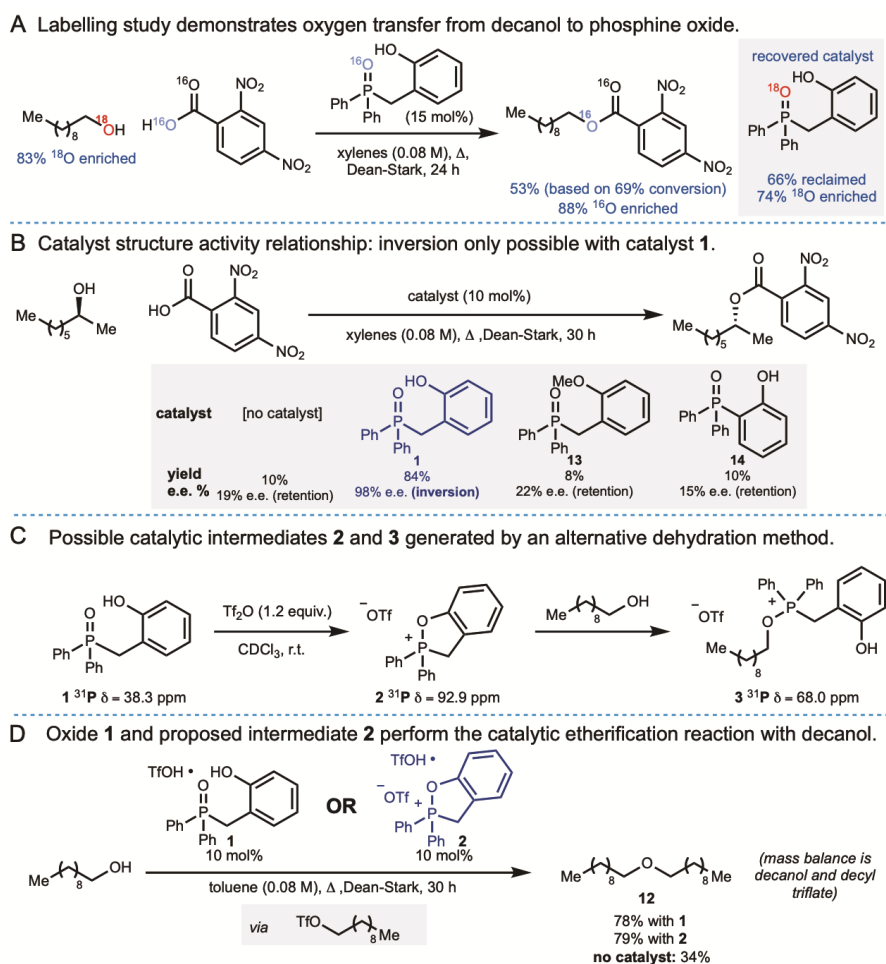 A Labelling study demonstrates oxygen transfer from decanol to phosphine oxide.
recovered catalyst
HO
16O
P
Ph
Ph
(15 mol%)
xylenes (0.08 M), Δ,
Dean-Stark, 24 h
Me
8
18
OH
83% 18O enriched
16O
H16O
NO2
NO2
Me
8
16
O
16O
NO2
NO2
53% (based on 69% conversion)
88% 16O enriched
HO
18O
P
Ph
Ph
66% reclaimed
74% 18O enriched
B Catalyst structure activity relationship: inversion only possible with catalyst 1.
OH
Me
5
Me
O
HO
NO2
NO2
catalyst (10 mol%)
xylenes (0.08 M), Δ ,Dean-Stark, 30 h
O
O
NO2
NO2
Me
5
Me
catalyst [no catalyst]
HO
O
P
Ph
Ph
1
MeO
O
P
Ph
Ph
13
O
OH
P
Ph
Ph
14
yield 10% 84% 8% 10%
e.e. % 19% e.e. (retention) 98% e.e. (inversion) 22% e.e. (retention) 15% e.e. (retention)
C Possible catalytic intermediates 2 and 3 generated by an alternative dehydration method.
O
HO
P
Ph
Ph
Tf2O (1.2 equiv.)
CDCl3, r.t.
−OTf
O
+
P
Ph
Ph
Me
8
OH
−OTf
Ph
Ph
+
P
O
OH
Me
8
1 31P δ = 38.3 ppm
2 31P δ = 92.9 ppm
3 31P δ = 68.0 ppm
D Oxide 1 and proposed intermediate 2 perform the catalytic etherification reaction with decanol.
TfOH •
HO
O
P
Ph
Ph
1
10 mol%
OR
TfOH •
−OTf
O
+
P
Ph
Ph
2
10 mol%
Me
8
OH
toluene (0.08 M), Δ ,Dean-Stark, 30 h
via
TfO
8
Me
Me
8
O
8
Me
12
78% with 1
79% with 2
no catalyst: 34%
(mass balance is
decanol and decyl
triflate)